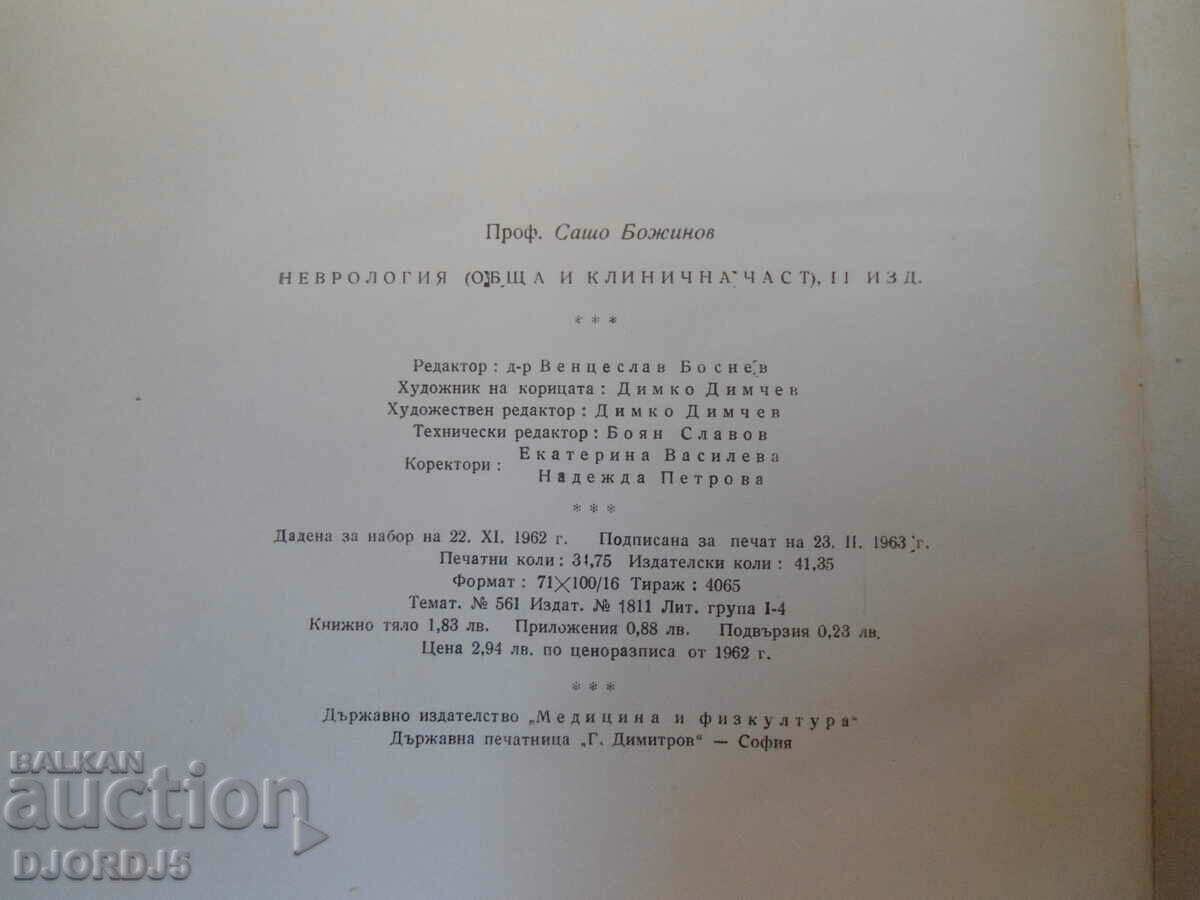 Проф. Сашо Божинов
НЕВРОЛОГИЯ (ОБЩА И КЛИНИЧНА ЧАСТ), II ИЗД.
* * *
Редактор : д-р Венцеслав Боснев
Художник на корицата : Димко Димчев
Художествен редактор : Димко Димчев
Технически редактор : Боян Славов
Коректори : Екатерина Василева
Надежда Петрова
* * *
Дадена за набор на 22. XI. 1962 г. Подписана за печат на 23. II. 1963 г.
Печатни коли : 34,75 Издателски коли : 41,35
Формат : 71×100/16 Тираж : 4065
Темат. № 561 Издат. № 1811 Лит. група I-4
Книжно тяло 1,83 лв. Приложения 0,88 лв. Подвързия 0,23 лв.
Цена 2,94 лв. по ценоразписа от 1962 г.
* * *
Държавно издателство „Медицина и физкултура“
Държавна печатница „Г. Димитров“ — София
BALKAN
auction
DJORDJ5